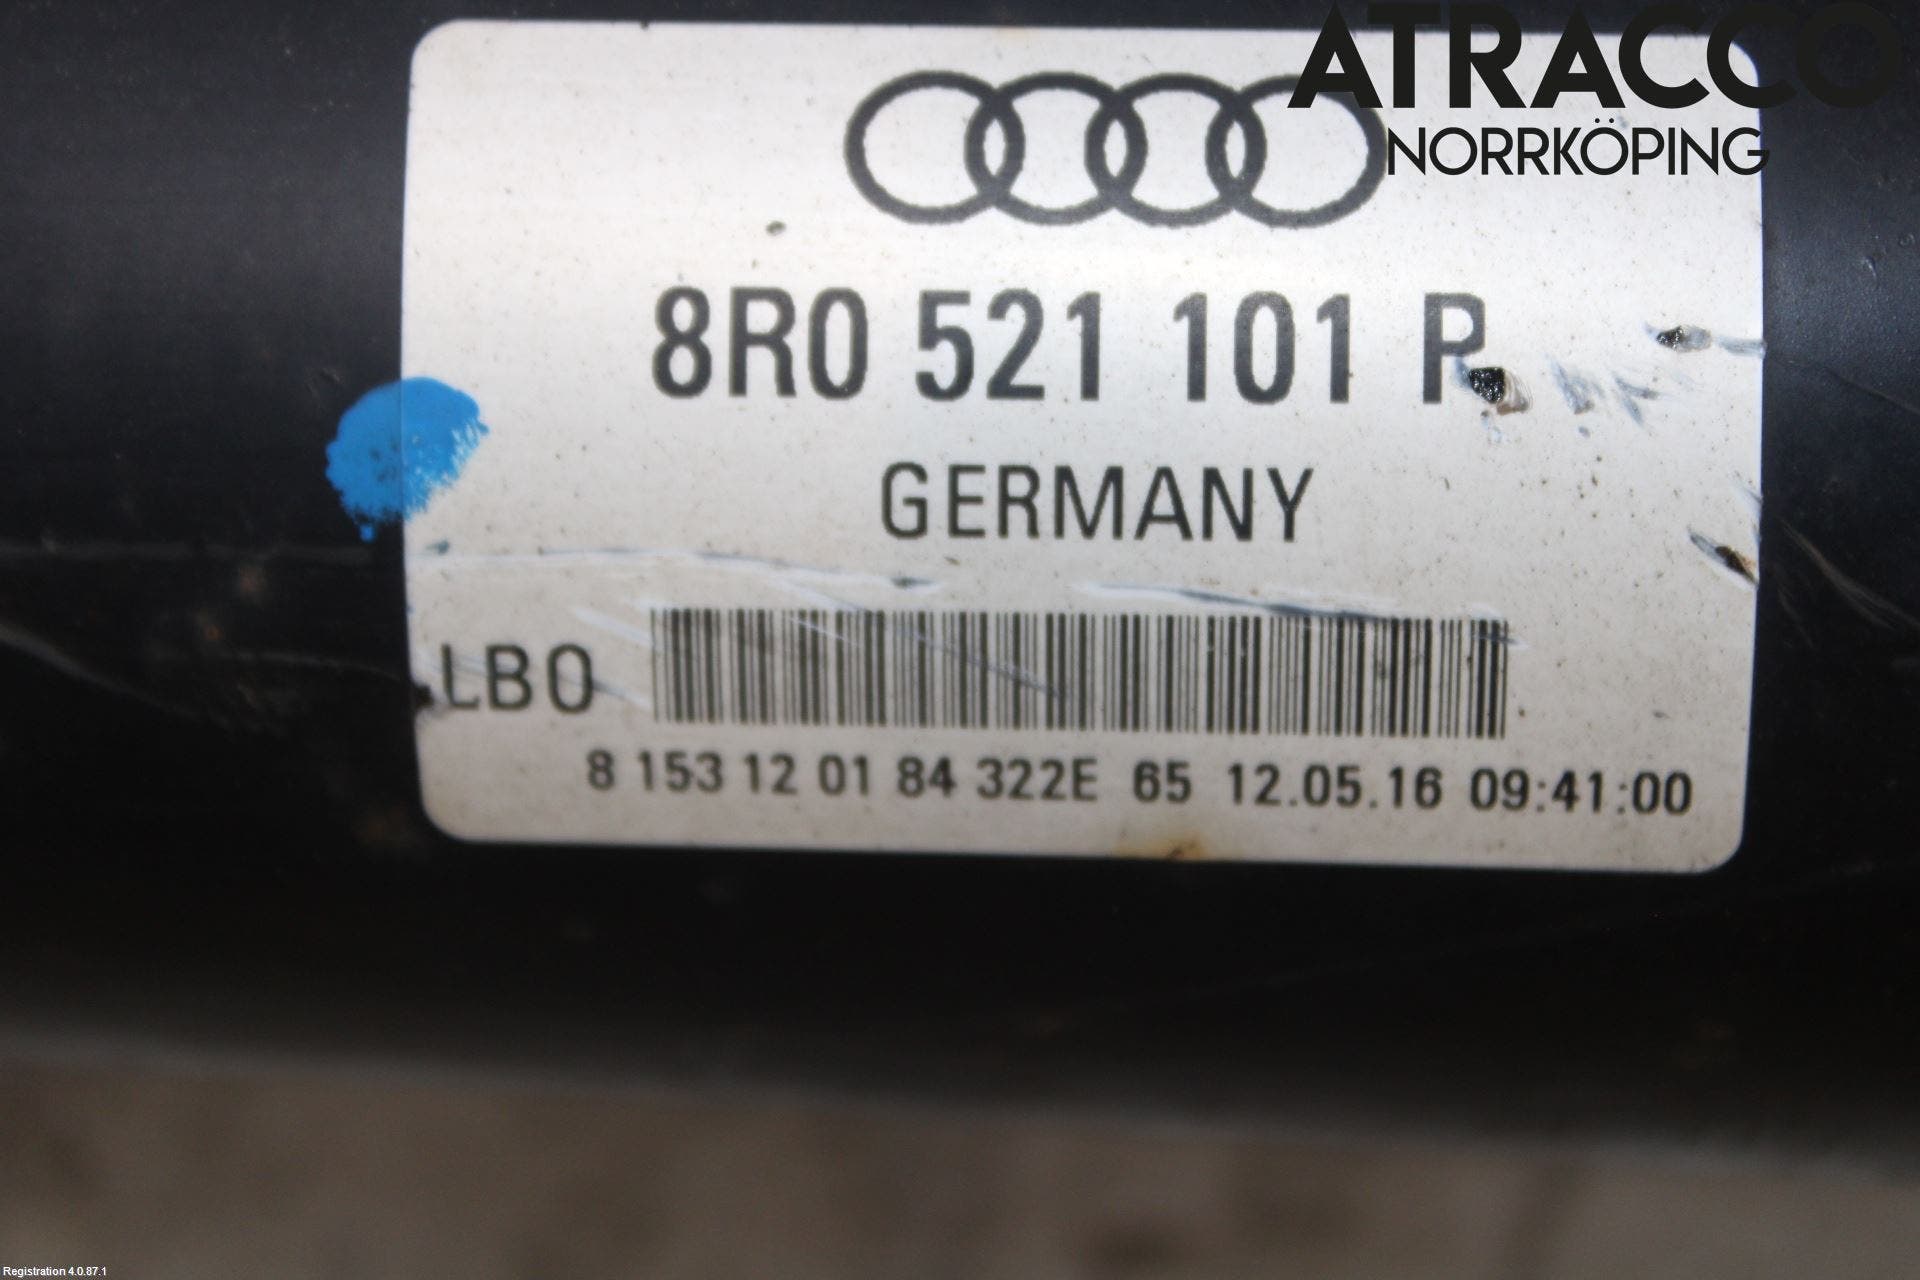 ATRACCO
NORRKÖPING
8R0 521 101 P
GERMANY
LB0
8 153 12 01 84 322E 65 12.05.16 09:41:00
Registration 4.0.87.1